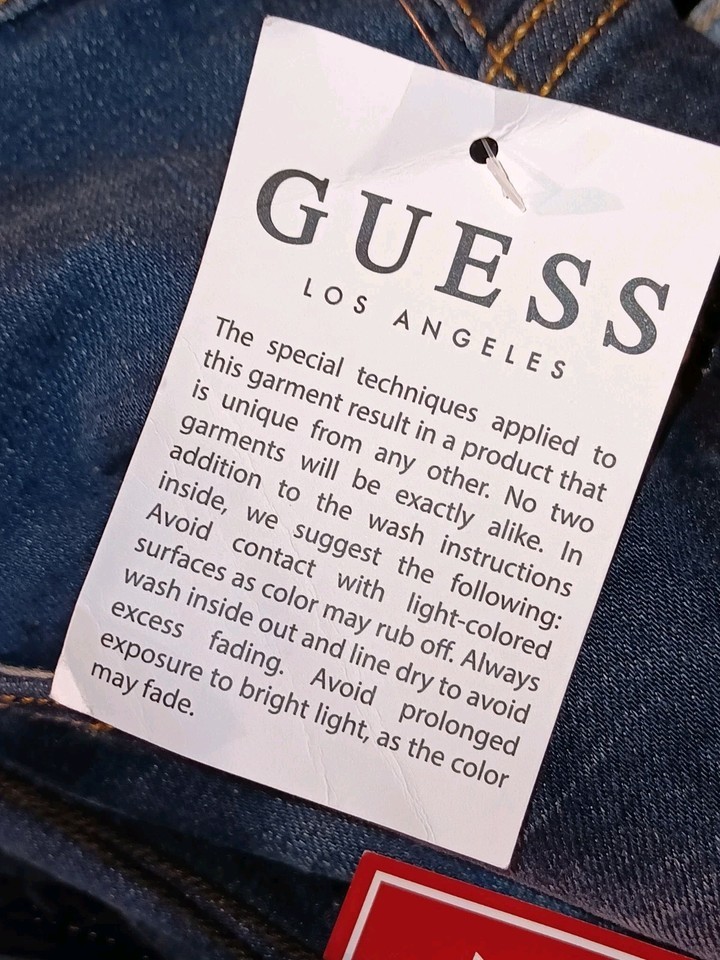 GUESS
LOS ANGELES
The special techniques applied to
this garment result in a product that
is unique from any other. No two
garments will be exactly alike. In
addition to the wash instructions
inside, we suggest the following:
Avoid contact with light-colored
surfaces as color may rub off. Always
wash inside out and line dry to avoid
excess fading. Avoid prolonged
exposure to bright light, as the color
may fade.